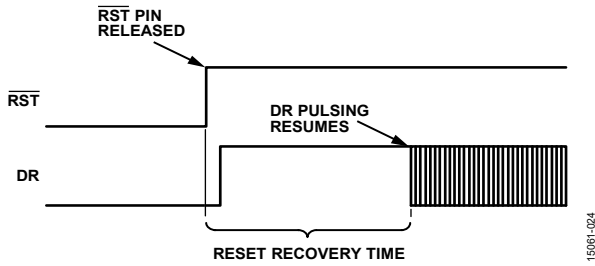 RST PIN
RELEASED
RST
DR PULSING
RESUMES
DR
RESET RECOVERY TIME
15061-024